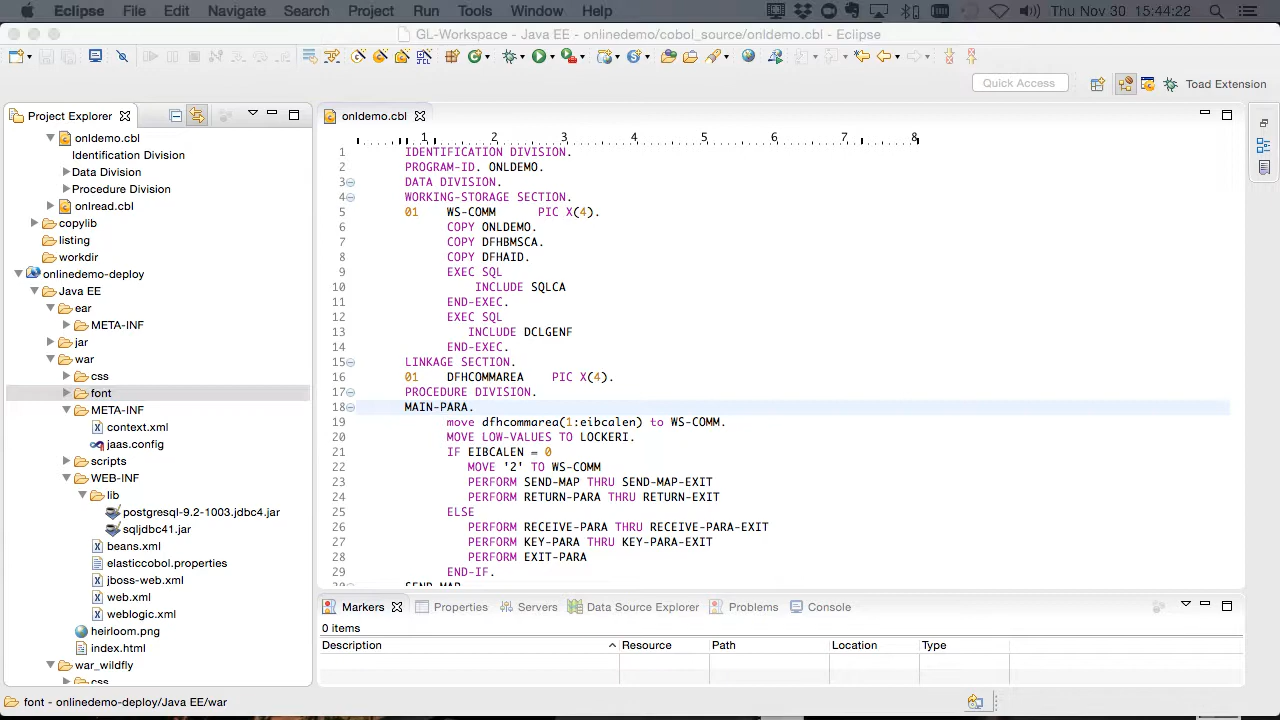 Eclipse File Edit Navigate Search Project Run Tools Window Help Thu Nov 30 15:44:22
GL-Workspace - Java EE - onlinedemo/cobol_source/onldemo.cbl - Eclipse
Quick Access Toad Extension
Project Explorer
onldemo.cbl
Identification Division
Data Division
Procedure Division
onlread.cbl
copylib
listing
workdir
onlinedemo-deploy
Java EE
ear
META-INF
jar
war
css
font
META-INF
context.xml
jaas.config
scripts
WEB-INF
lib
postgresql-9.2-1003.jdbc4.jar
sqljdbc41.jar
beans.xml
elasticcobol.properties
jboss-web.xml
web.xml
weblogic.xml
heirloom.png
index.html
war_wildfly
css
onldemo.cbl
1 2 3 4 5 6 7 8
1 IDENTIFICATION DIVISION.
2 PROGRAM-ID. ONLDEMO.
3 DATA DIVISION.
4 WORKING-STORAGE SECTION.
5 01 WS-COMM PIC X(4).
6 COPY ONLDEMO.
7 COPY DFHBMSCA.
8 COPY DFHAID.
9 EXEC SQL
10 INCLUDE SQLCA
11 END-EXEC.
12 EXEC SQL
13 INCLUDE DCLGENF
14 END-EXEC.
15 LINKAGE SECTION.
16 01 DFHCOMMAREA PIC X(4).
17 PROCEDURE DIVISION.
18 MAIN-PARA.
19 move dfhcommarea(1:eibcalen) to WS-COMM.
20 MOVE LOW-VALUES TO LOCKERI.
21 IF EIBCALEN = 0
22 MOVE '2' TO WS-COMM
23 PERFORM SEND-MAP THRU SEND-MAP-EXIT
24 PERFORM RETURN-PARA THRU RETURN-EXIT
25 ELSE
26 PERFORM RECEIVE-PARA THRU RECEIVE-PARA-EXIT
27 PERFORM KEY-PARA THRU KEY-PARA-EXIT
28 PERFORM EXIT-PARA
29 END-IF.
30 SEND-MAP.
Markers Properties Servers Data Source Explorer Problems Console
0 items
Description Resource Path Location Type
font - onlinedemo-deploy/Java EE/war